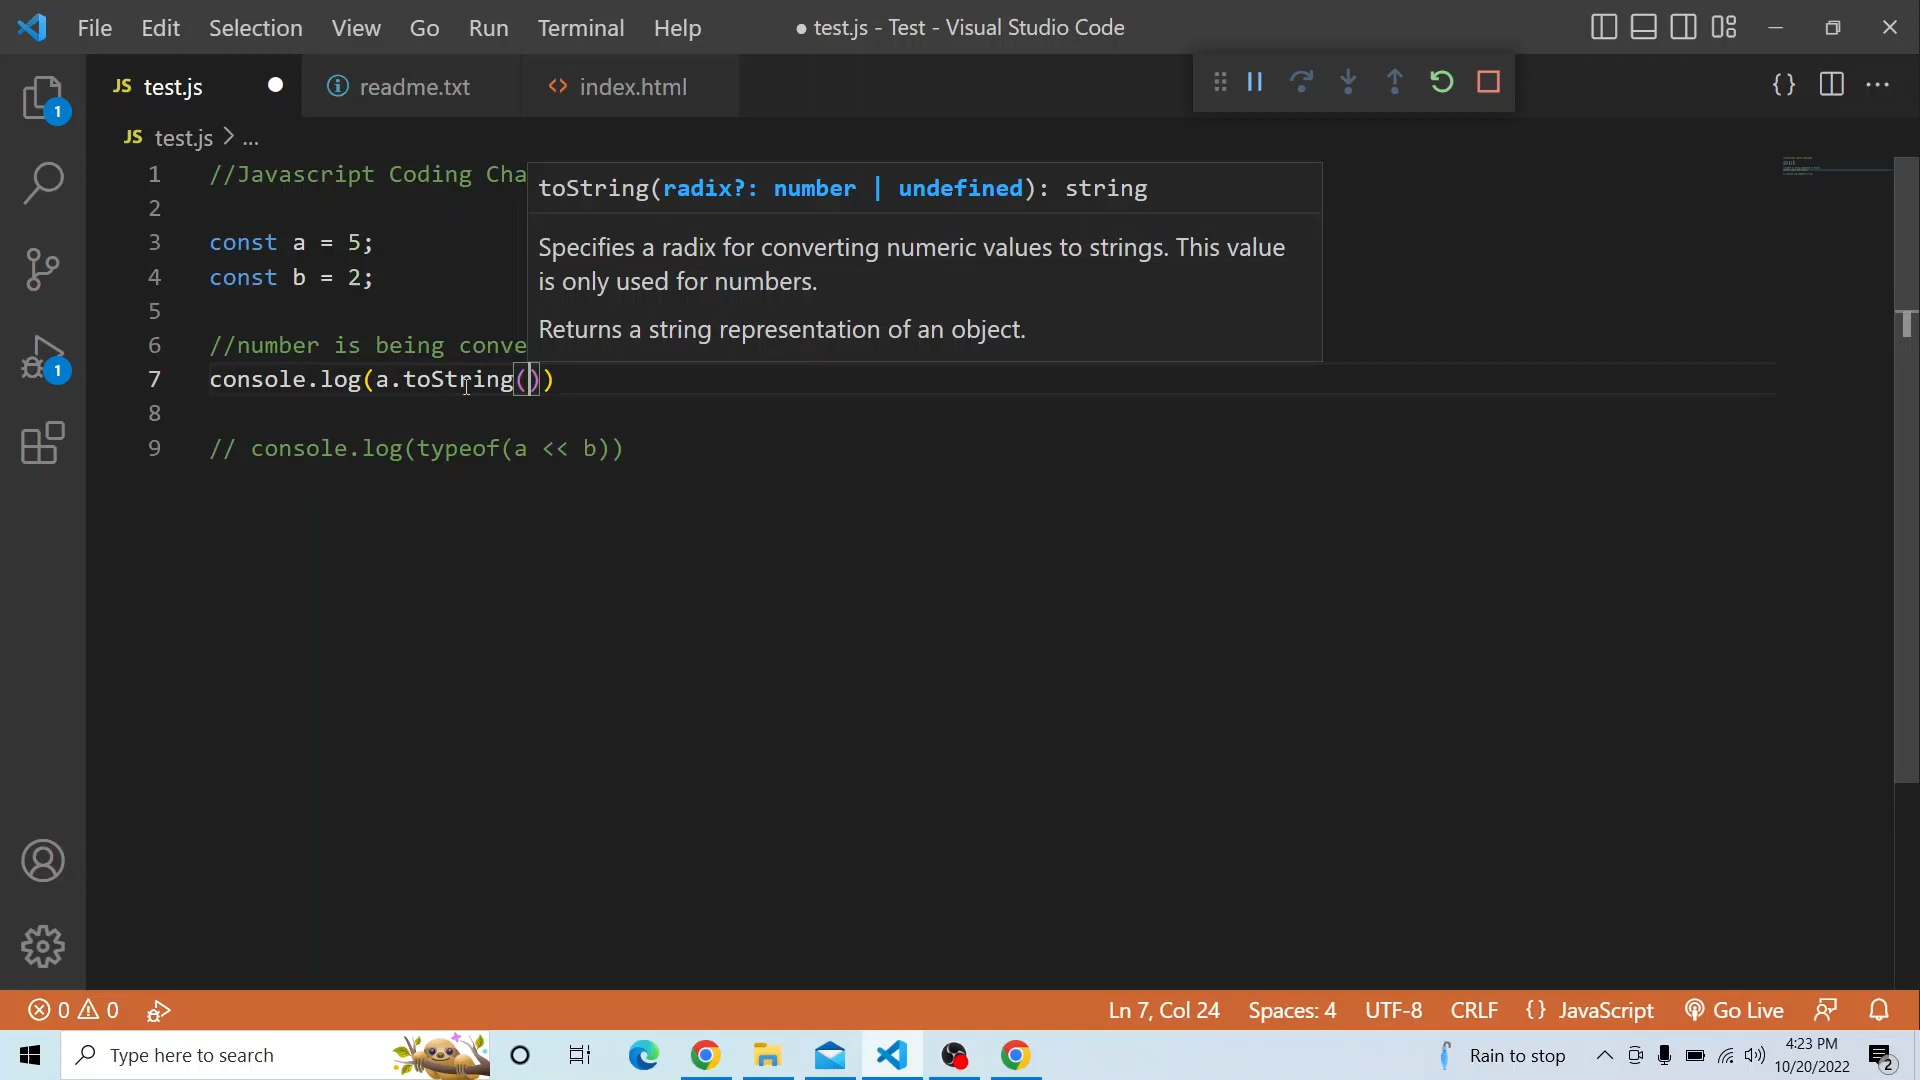 File Edit Selection View Go Run Terminal Help ● test.js - Test - Visual Studio Code
JS test.js readme.txt <> index.html
1
JS test.js > ...
1 //Javascript Coding Cha
toString(radix?: number | undefined): string
2
3 const a = 5;
Specifies a radix for converting numeric values to strings. This value
4 const b = 2;
is only used for numbers.
5
Returns a string representation of an object.
6 //number is being conve
7 console.log(a.toString())
1
8
9 // console.log(typeof(a << b))
0 0 Ln 7, Col 24 Spaces: 4 UTF-8 CRLF {} JavaScript Go Live
Type here to search Rain to stop 4:23 PM
10/20/2022 2